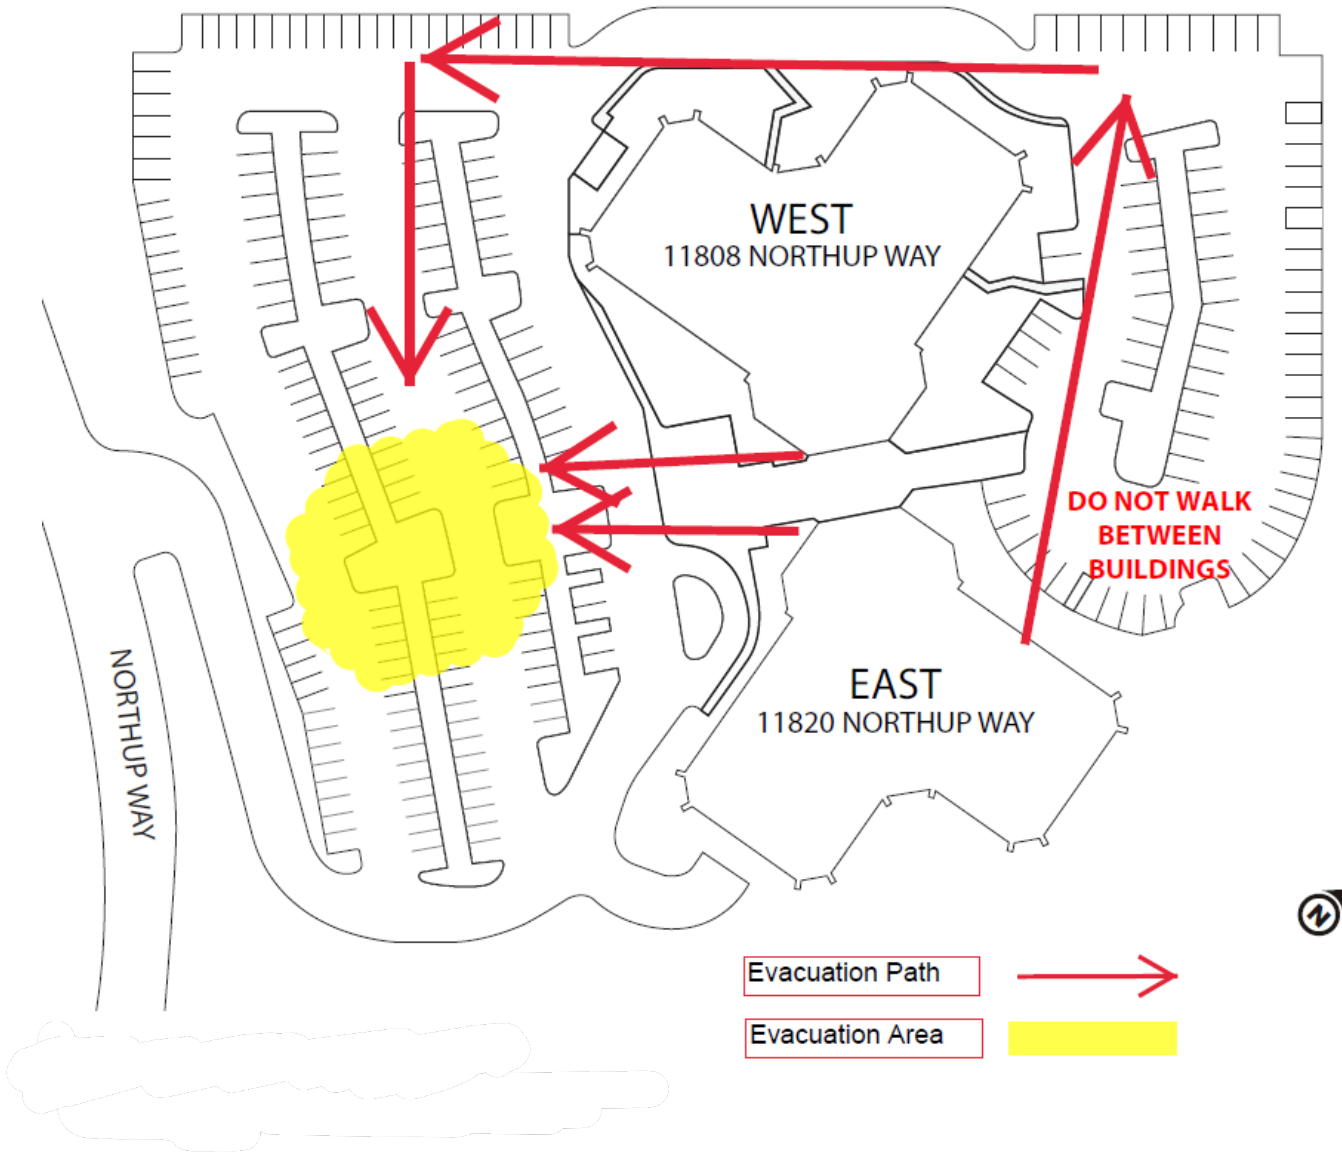 WEST
11808 NORTHUP WAY
DO NOT WALK
BETWEEN
BUILDINGS
EAST
11820 NORTHUP WAY
NORTHUP WAY
N
Evacuation Path
Evacuation Area